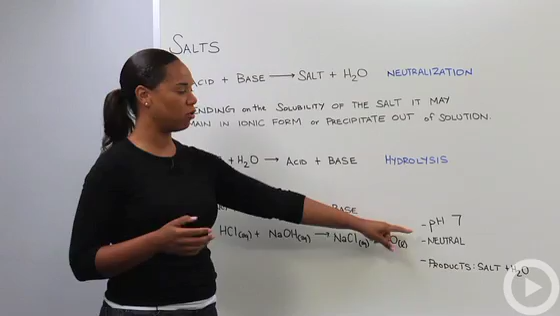 SALTS
ACID + BASE → SALT + H₂O NEUTRALIZATION
ENDING on the SOLUBILITY OF THE SALT IT MAY
MAIN IN IONIC FORM or PRECIPITATE OUT of SOLUTION.
+ H₂O → ACID + BASE HYDROLYSIS
BASE
HCl(aq) + NaOH(aq) → NaCl(aq) O(l)
- pH 7
- NEUTRAL
- PRODUCTS: SALT + H₂O